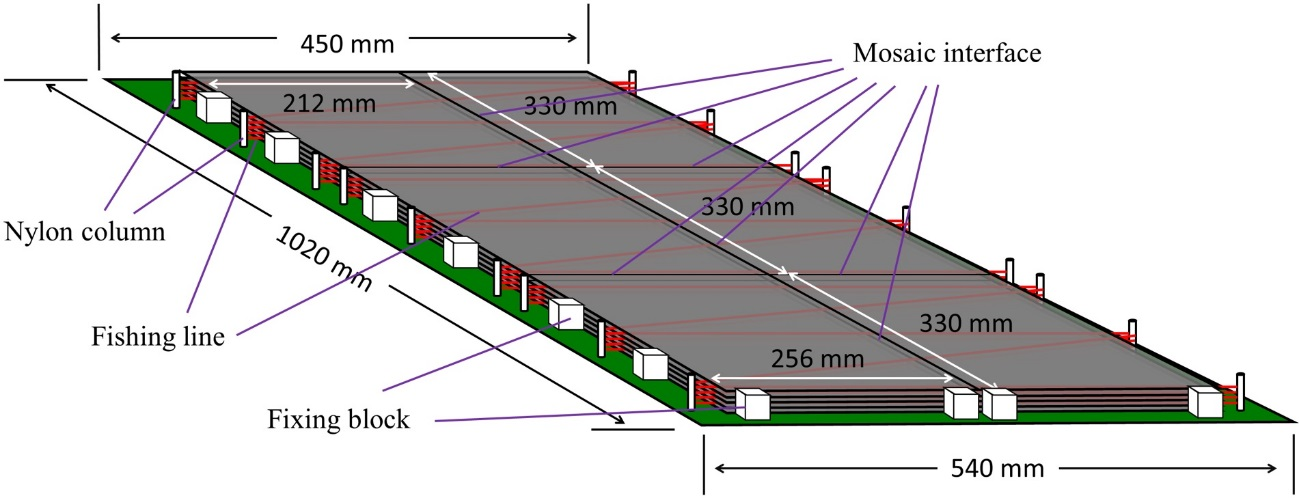 450 mm
Mosaic interface
212 mm
330 mm
330 mm
Nylon column
1020 mm
Fishing line
330 mm
256 mm
Fixing block
540 mm